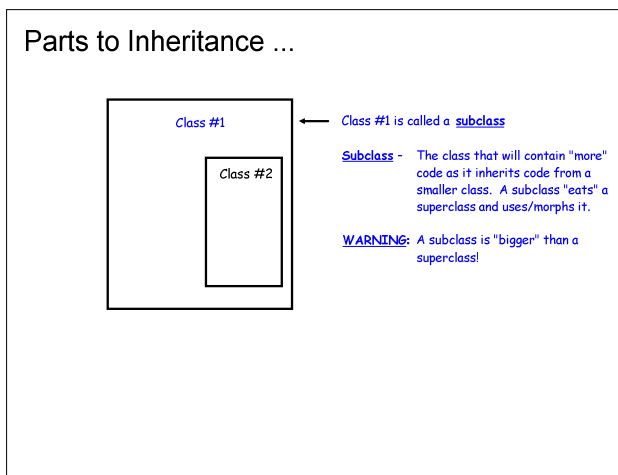 Parts to Inheritance ...
Class #1
Class #2
Class #1 is called a subclass
Subclass - The class that will contain "more"
code as it inherits code from a
smaller class. A subclass "eats" a
superclass and uses/morphs it.
WARNING: A subclass is "bigger" than a
superclass!